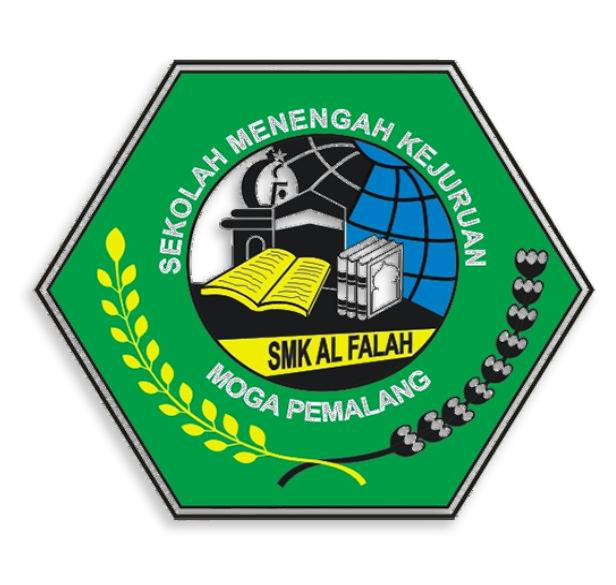 SEKOLAH MENENGAH KEJURUAN
SMK AL FALAH
MOGA PEMALANG